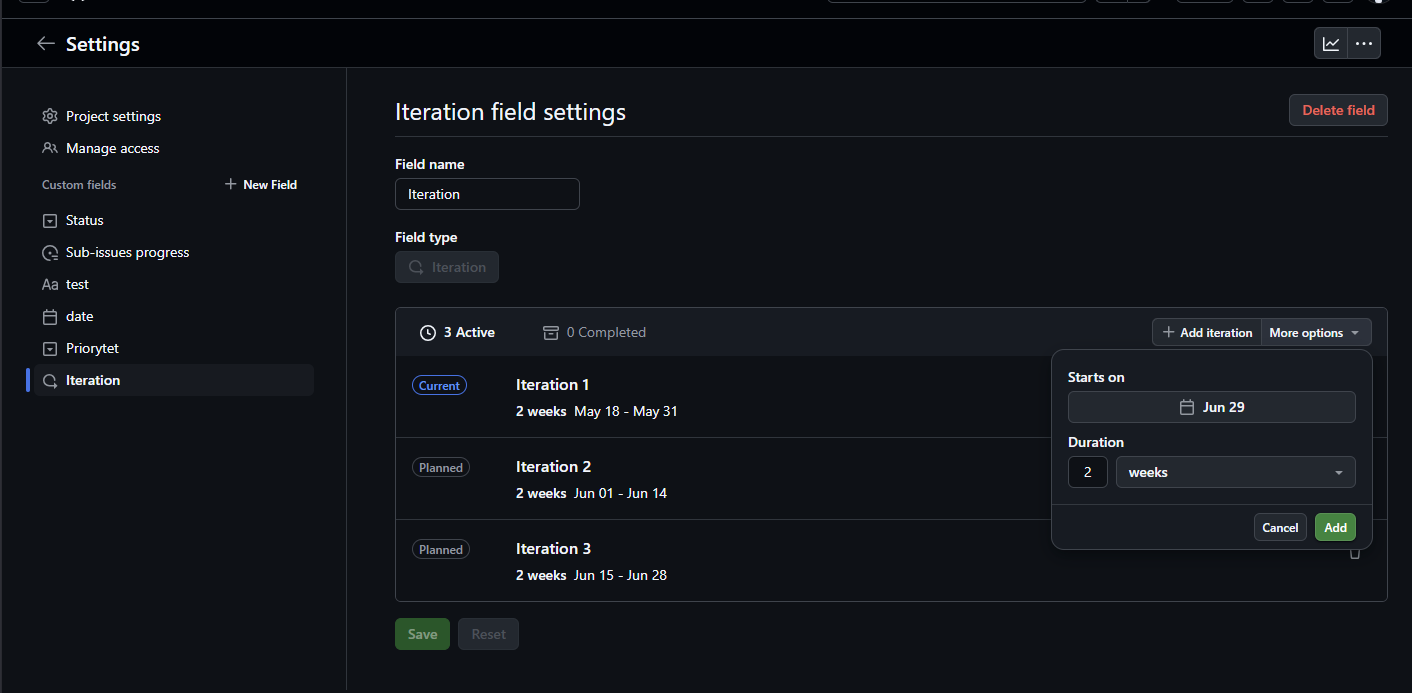 Settings
Project settings
Manage access
Custom fields
New Field
Status
Sub-issues progress
Aa test
date
Priorytet
Iteration
Iteration field settings
Delete field
Field name
Iteration
Field type
Iteration
3 Active
0 Completed
Add iteration
More options
Current
Iteration 1
2 weeks May 18 - May 31
Planned
Iteration 2
2 weeks Jun 01 - Jun 14
Planned
Iteration 3
2 weeks Jun 15 - Jun 28
Starts on
Jun 29
Duration
2 weeks
Cancel
Add
Save
Reset